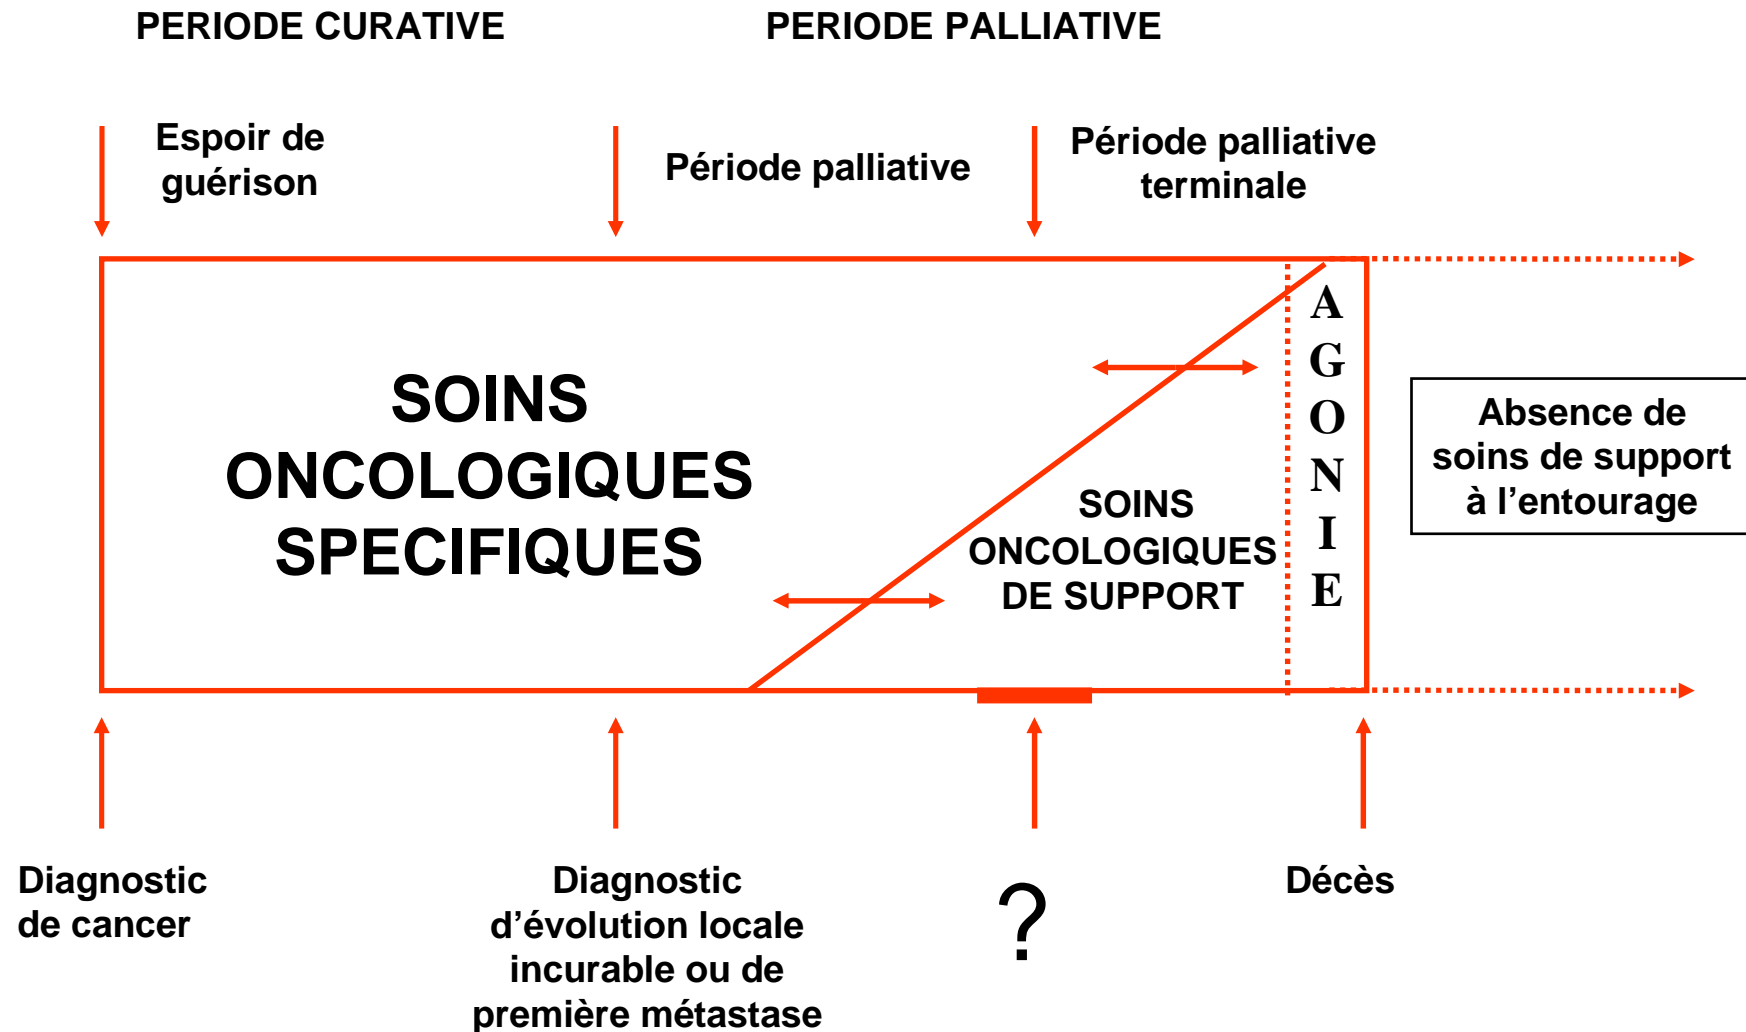 PERIODE CURATIVE
PERIODE PALLIATIVE
Espoir de
guérison
Période palliative
Période palliative
terminale
SOINS
ONCOLOGIQUES
SPECIFIQUES
SOINS
ONCOLOGIQUES
DE SUPPORT
A
G
O
N
I
E
Absence de
soins de support
à l’entourage
Diagnostic
de cancer
Diagnostic
d’évolution locale
incurable ou de
première métastase
?
Décès